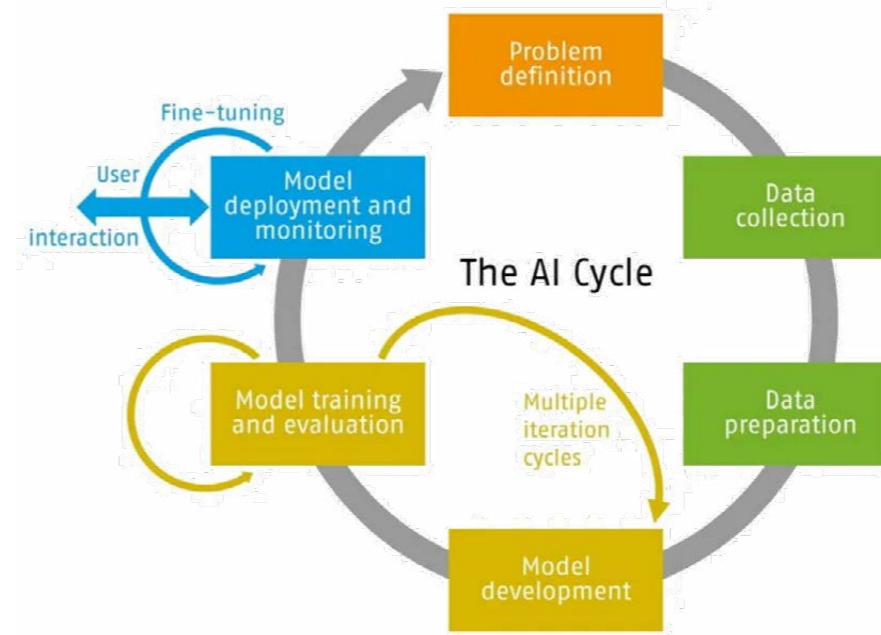 Problem
definition
Fine-tuning
User
interaction
Model
deployment and
monitoring
Data
collection
The AI Cycle
Model training
and evaluation
Multiple
iteration
cycles
Data
preparation
Model
development